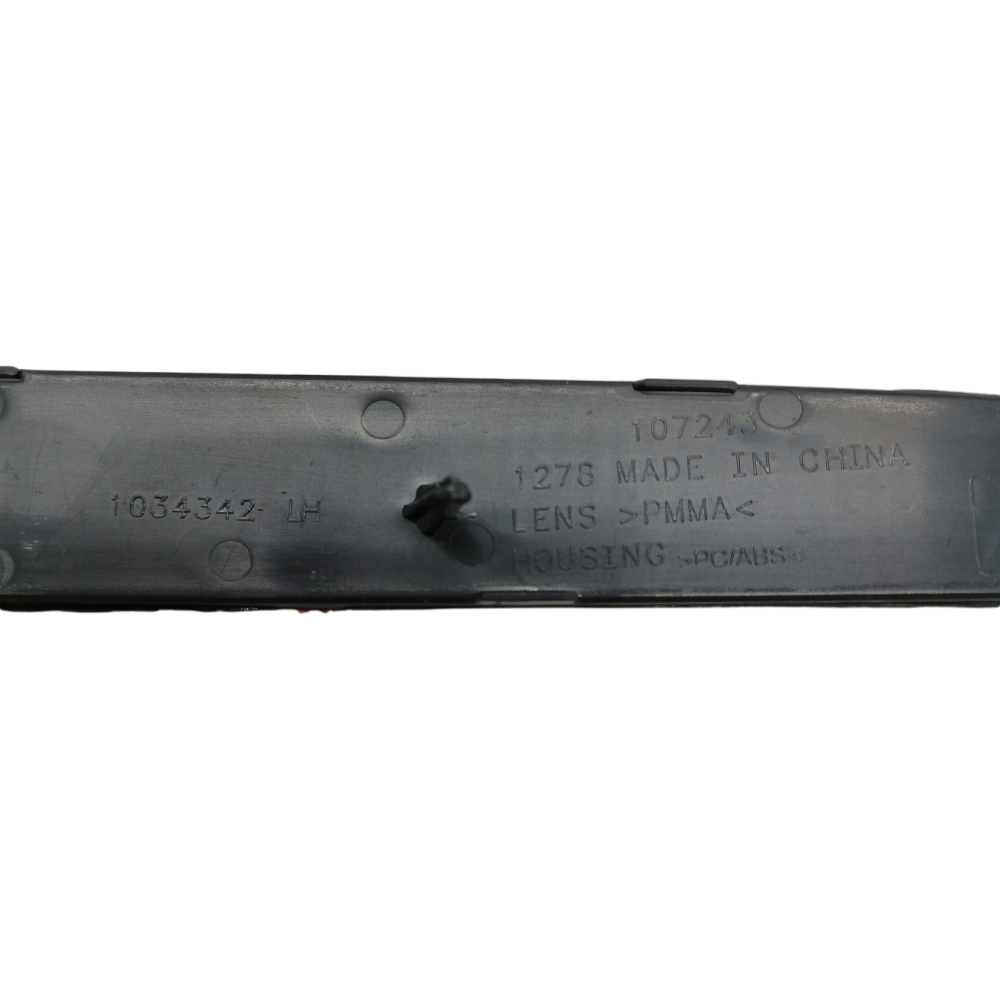 1034342- LH
107243
1278 MADE IN CHINA
LENS >PMMA<
HOUSING >PC/ABS<